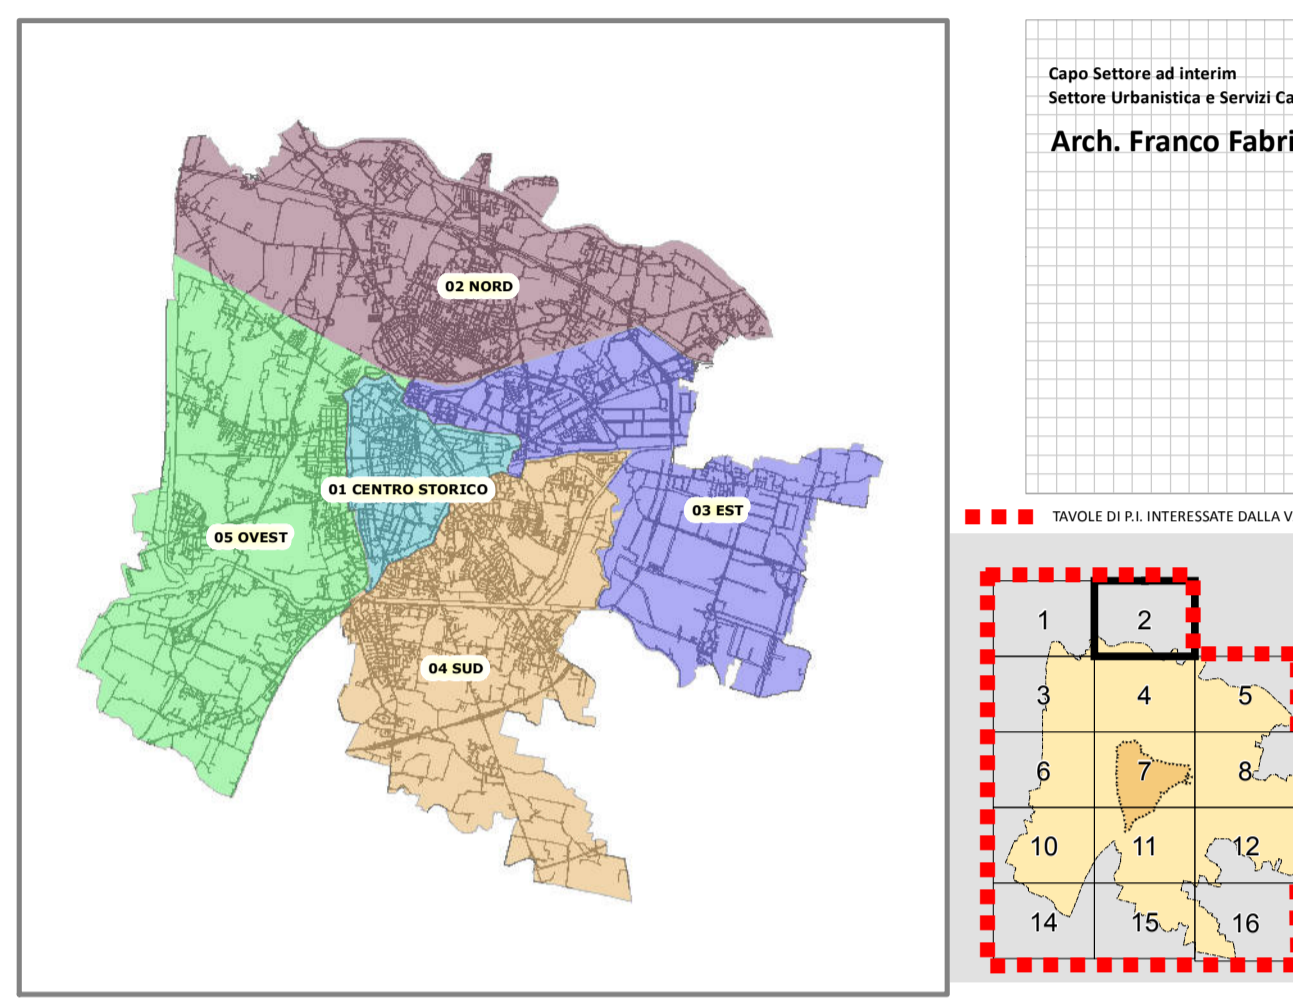 02 NORD
01 CENTRO STORICO
03 EST
05 OVEST
04 SUD
Capo Settore ad interim
Settore Urbanistica e Servizi Ca
Arch. Franco Fabri
TAVOLE DI P.I. INTERESSATE DALLA V
1
2
3
4
5
6
7
8
10
11
12
14
15
16